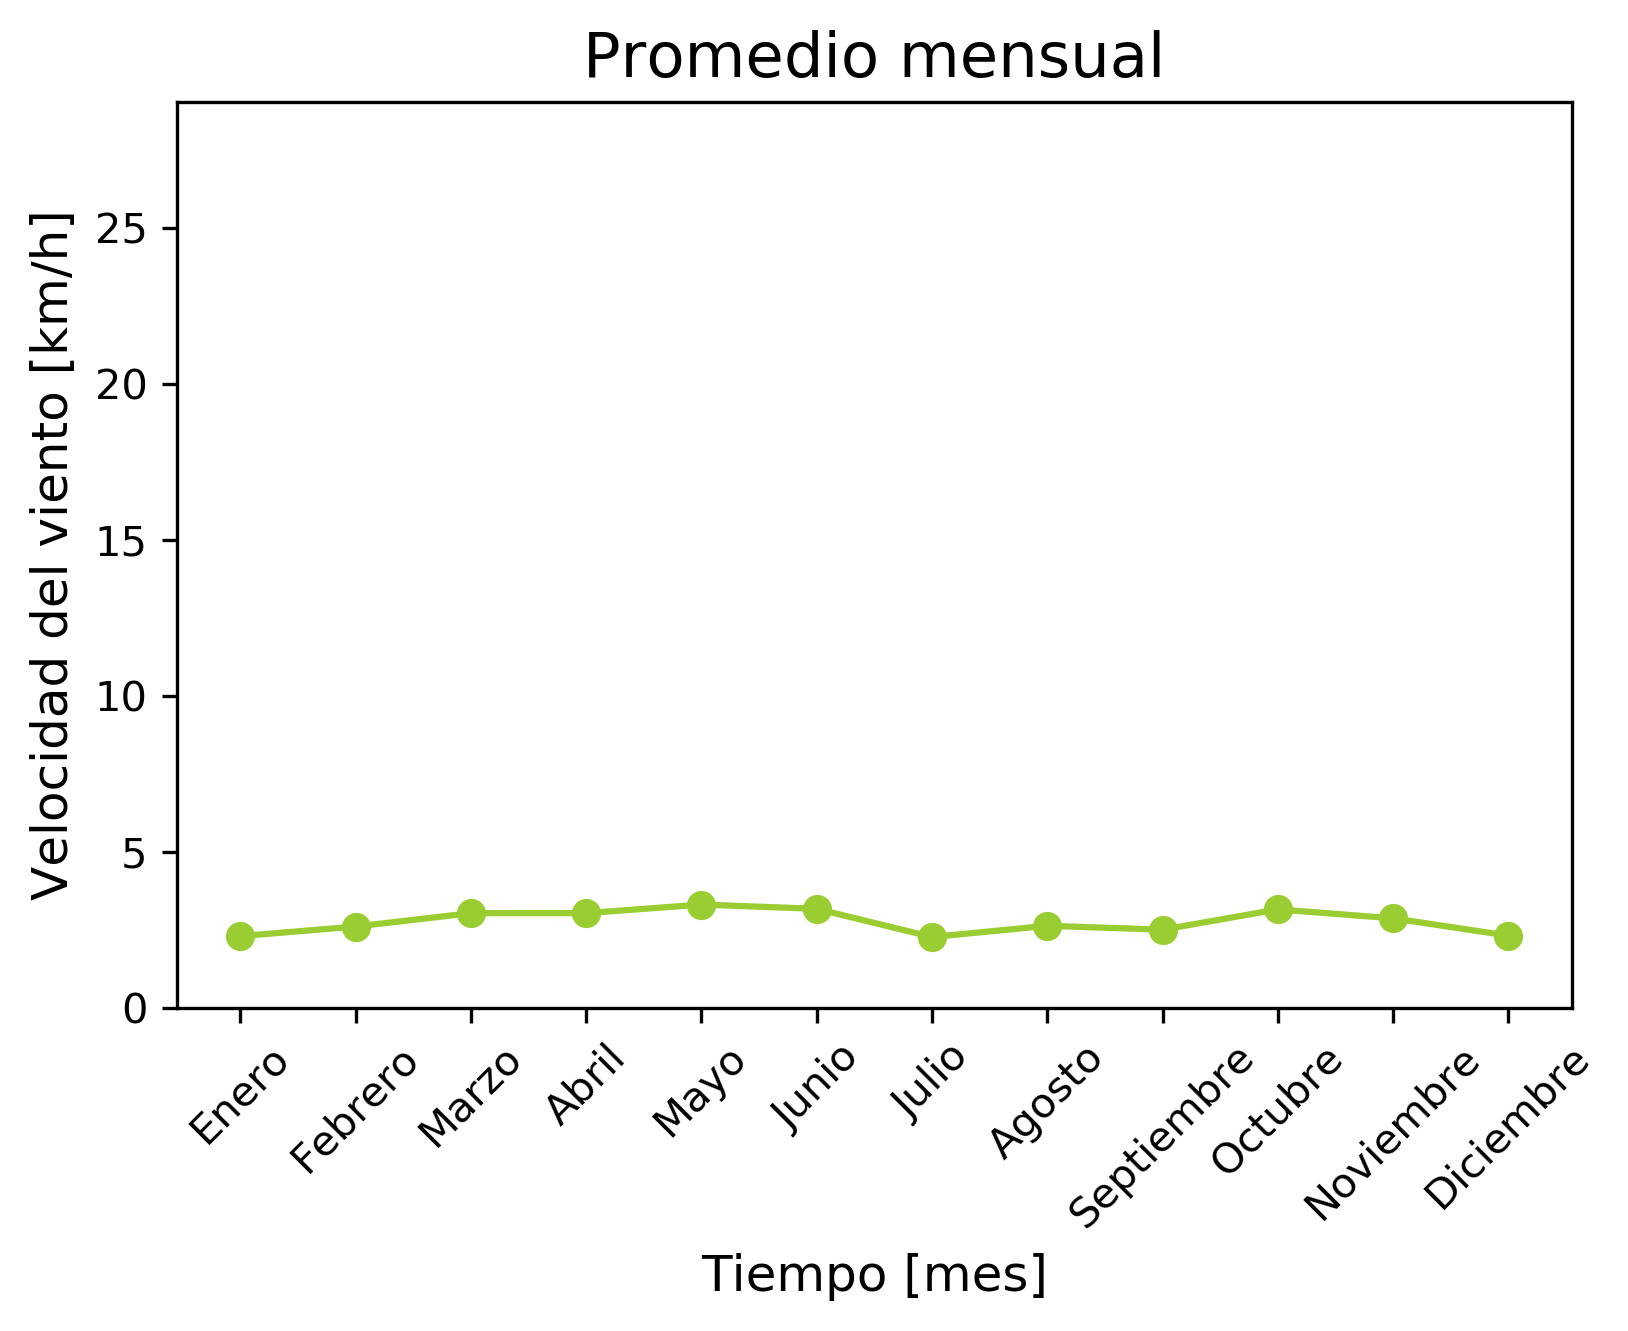 Promedio mensual
Velocidad del viento [km/h]
25
20
15
10
5
0
Enero
Febrero
Marzo
Abril
Mayo
Junio
Julio
Agosto
Septiembre
Octubre
Noviembre
Diciembre
Tiempo [mes]